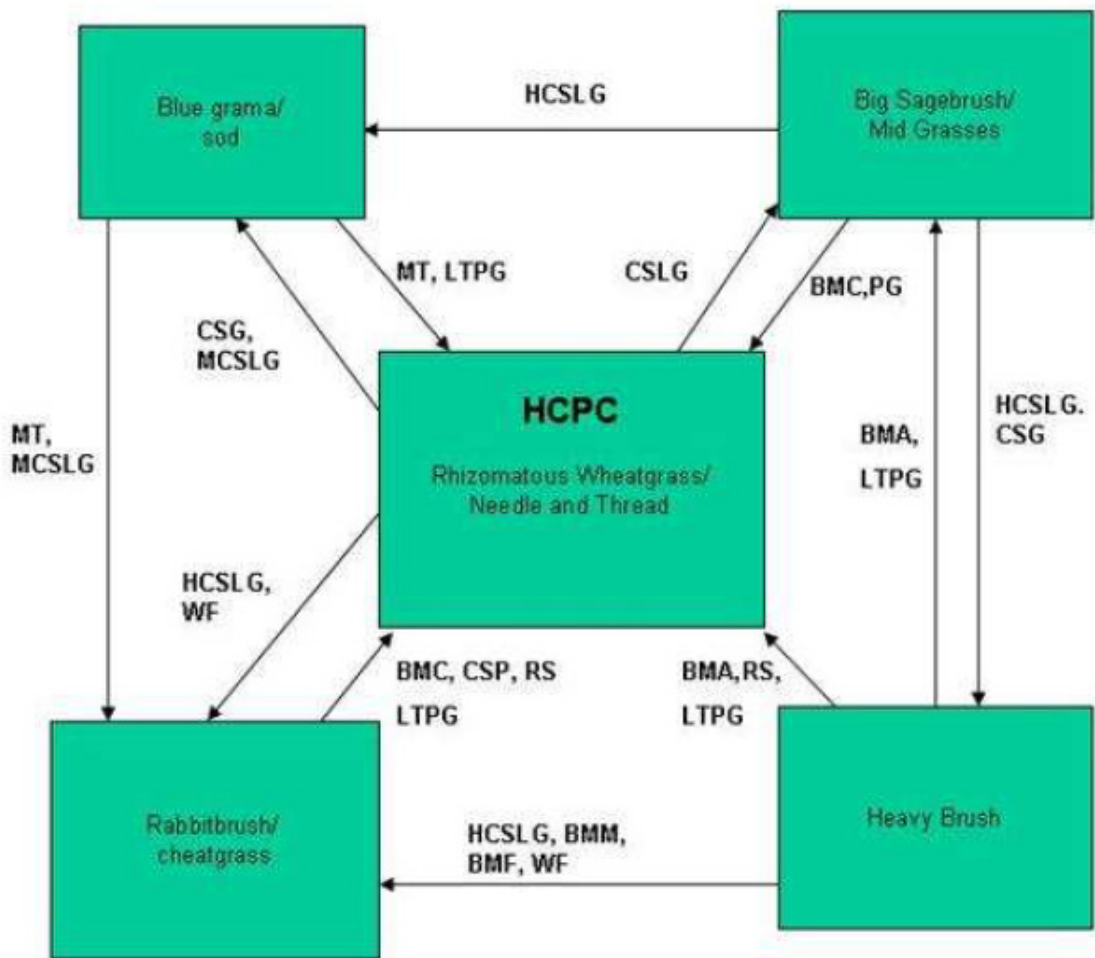 Blue grama/
sod
HCSLG
Big Sagebrush/
Mid Grasses
MT, LTPG
CSLG
BMC,PG
CSG,
MCSLG
MT,
MCSLG
HCPC
Rhizomatous Wheatgrass/
Needle and Thread
BMA,
LTPG
HCSLG.
CSG
HCSLG,
WF
BMC, CSP, RS
LTPG
BMA,RS,
LTPG
Rabbitbrush/
cheatgrass
HCSLG, BMM,
BMF, WF
Heavy Brush